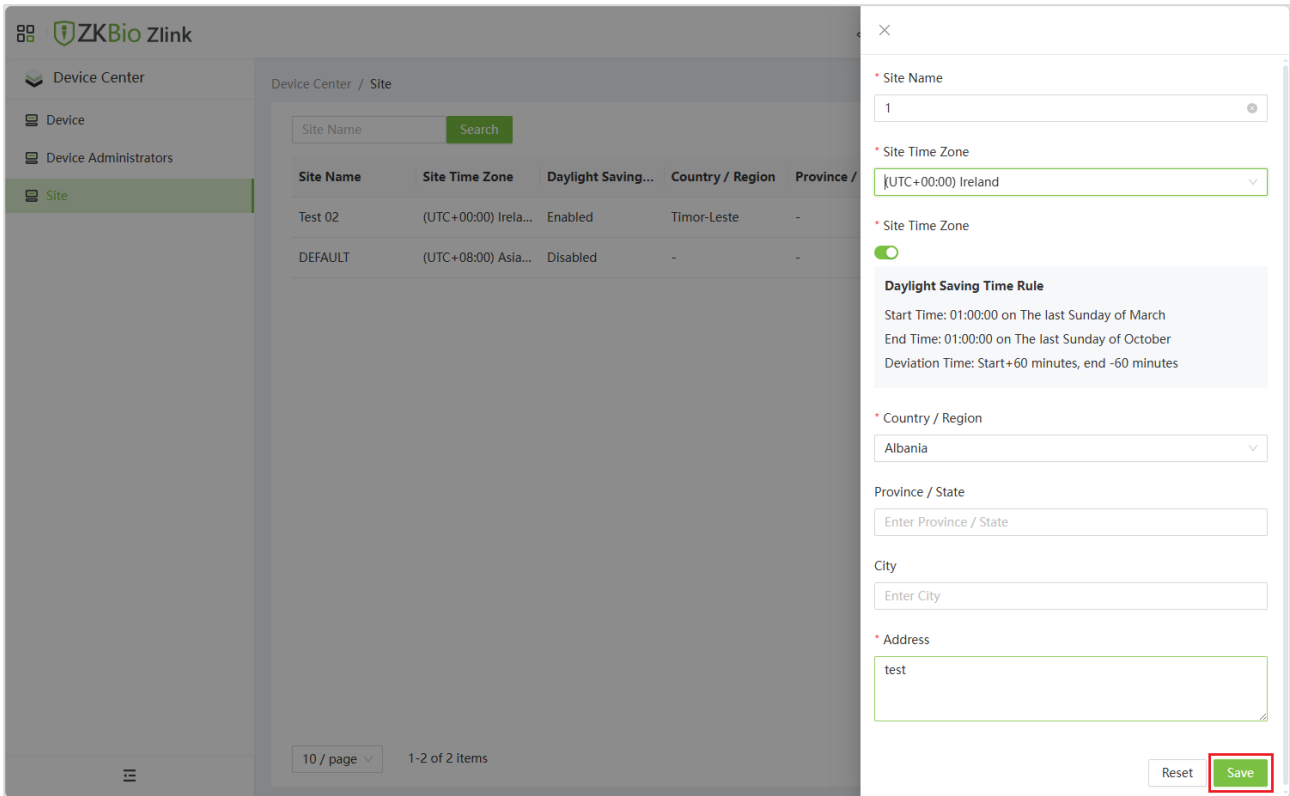 ZKBio Zlink
Device Center
Device
Device Administrators
Site
Device Center / Site
Site Name
Search
Site Name Site Time Zone Daylight Saving... Country / Region Province /
Test 02 (UTC+00:00) Irela... Enabled Timor-Leste -
DEFAULT (UTC+08:00) Asia... Disabled - -
10 / page
1-2 of 2 items
* Site Name
1
* Site Time Zone
(UTC+00:00) Ireland
* Site Time Zone
Daylight Saving Time Rule
Start Time: 01:00:00 on The last Sunday of March
End Time: 01:00:00 on The last Sunday of October
Deviation Time: Start+60 minutes, end -60 minutes
* Country / Region
Albania
Province / State
Enter Province / State
City
Enter City
* Address
test
Reset
Save